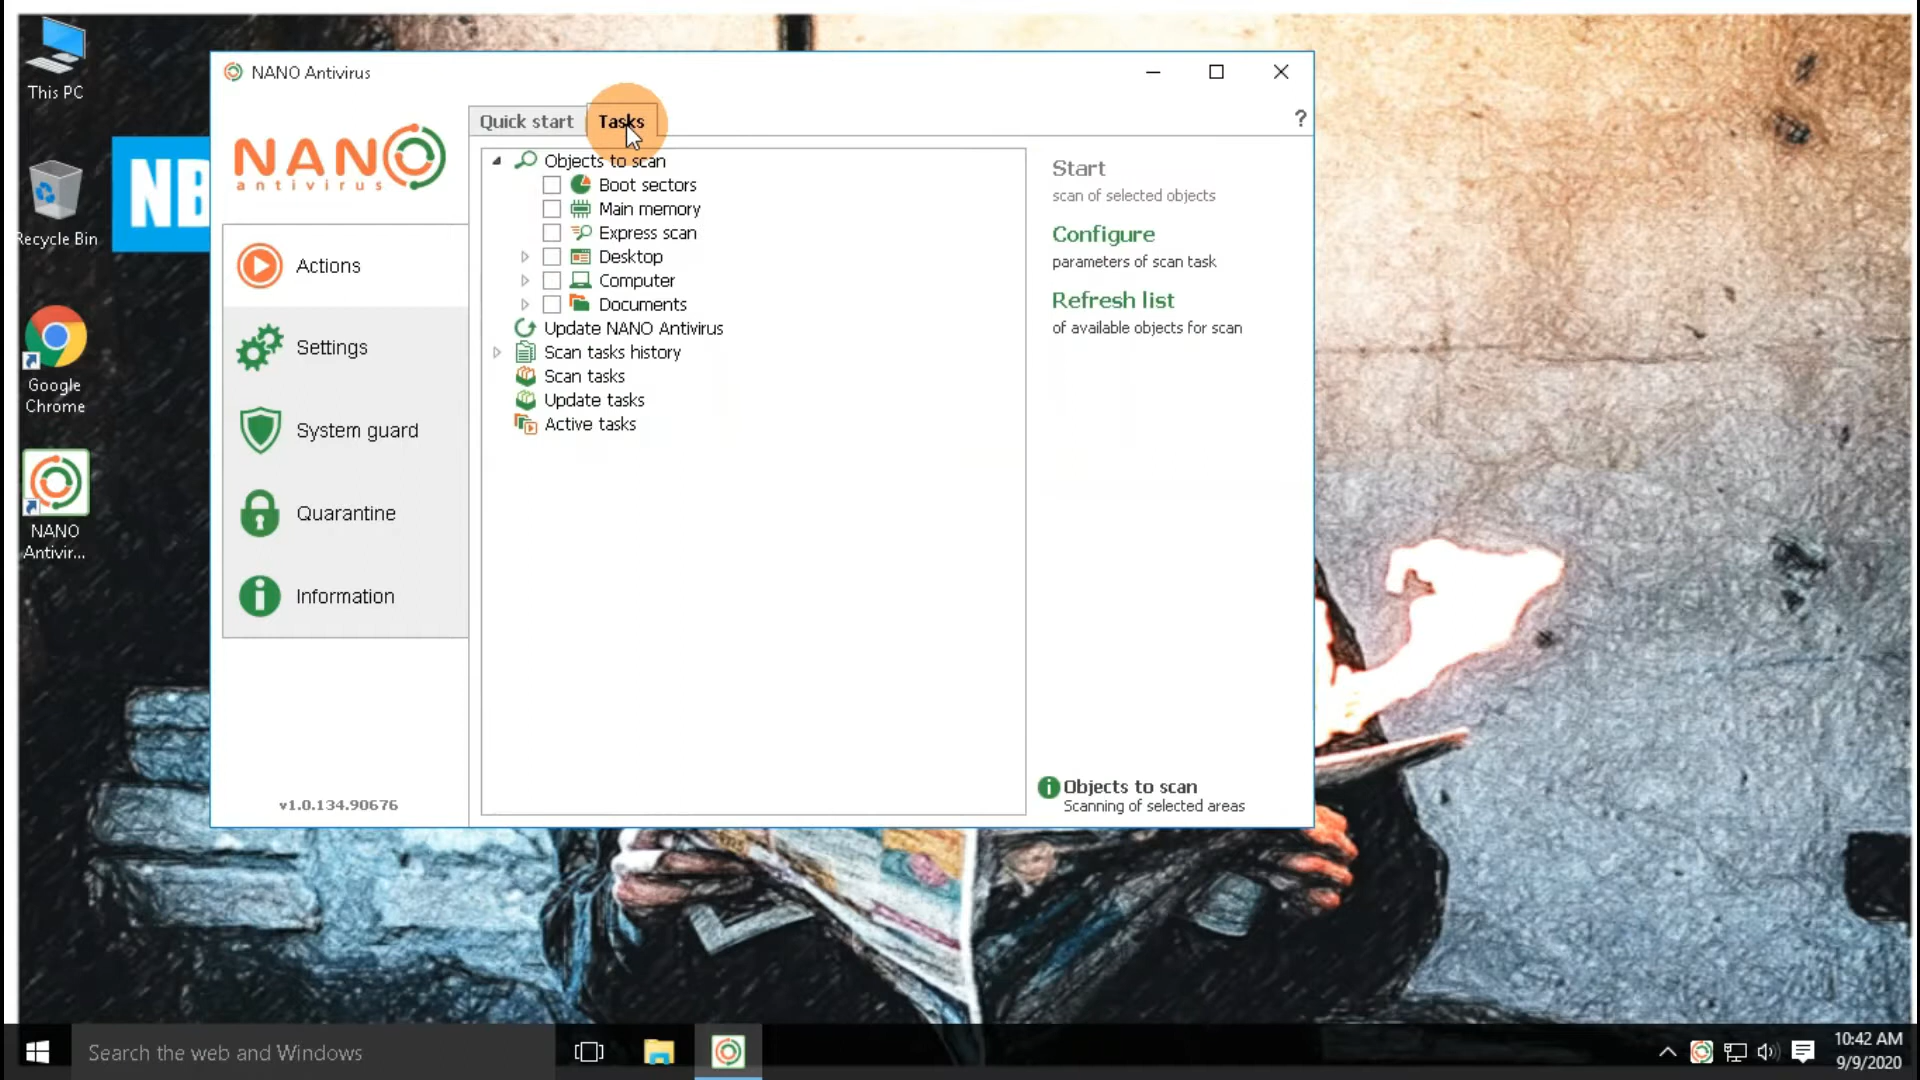 This PC
Recycle Bin
Google
Chrome
NANO
Antivir...
NB
NANO Antivirus
NANO
antivirus
Actions
Settings
System guard
Quarantine
Information
v1.0.134.90676
Quick start
Tasks
?
Objects to scan
Boot sectors
Main memory
Express scan
Desktop
Computer
Documents
Update NANO Antivirus
Scan tasks history
Scan tasks
Update tasks
Active tasks
Start
scan of selected objects
Configure
parameters of scan task
Refresh list
of available objects for scan
Objects to scan
Scanning of selected areas
Search the web and Windows
10:42 AM
9/9/2020